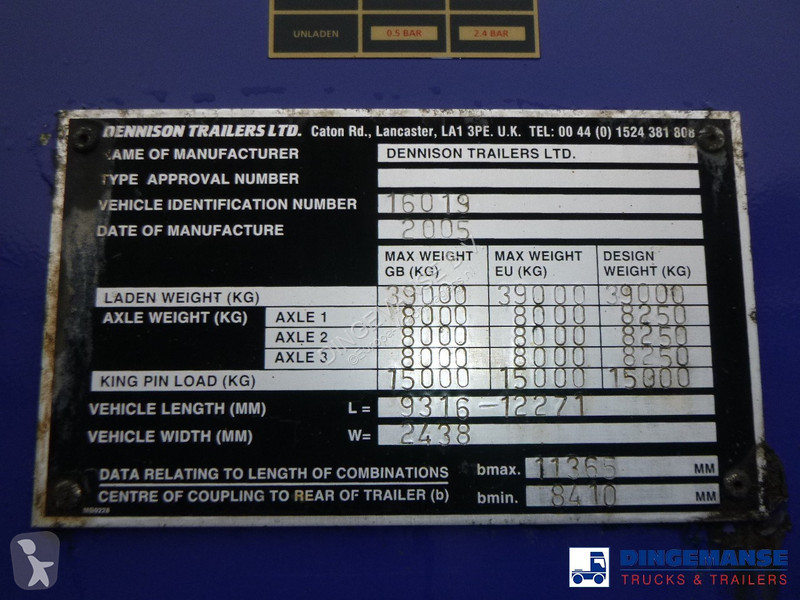 UNLADEN 0.5 BAR 2.4 BAR
DENNISON TRAILERS LTD. Caton Rd., Lancaster, LA1 3PE. U.K. TEL: 00 44 (0) 1524 381 808
NAME OF MANUFACTURER DENNISON TRAILERS LTD.
TYPE APPROVAL NUMBER
VEHICLE IDENTIFICATION NUMBER 16019
DATE OF MANUFACTURE 2005
MAX WEIGHT MAX WEIGHT DESIGN
GB (KG) EU (KG) WEIGHT (KG)
LADEN WEIGHT (KG) 39000 39000 39000
AXLE WEIGHT (KG) AXLE 1 8000 8000 8250
AXLE 2 8000 8000 8250
AXLE 3 8000 8000 8250
KING PIN LOAD (KG) 15000 15000 15000
VEHICLE LENGTH (MM) L= 9316-12271
VEHICLE WIDTH (MM) W= 2438
DATA RELATING TO LENGTH OF COMBINATIONS bmax. 11365 MM
CENTRE OF COUPLING TO REAR OF TRAILER (b) bmin. 8410 MM
DINGEMANSE
TRUCKS & TRAILERS